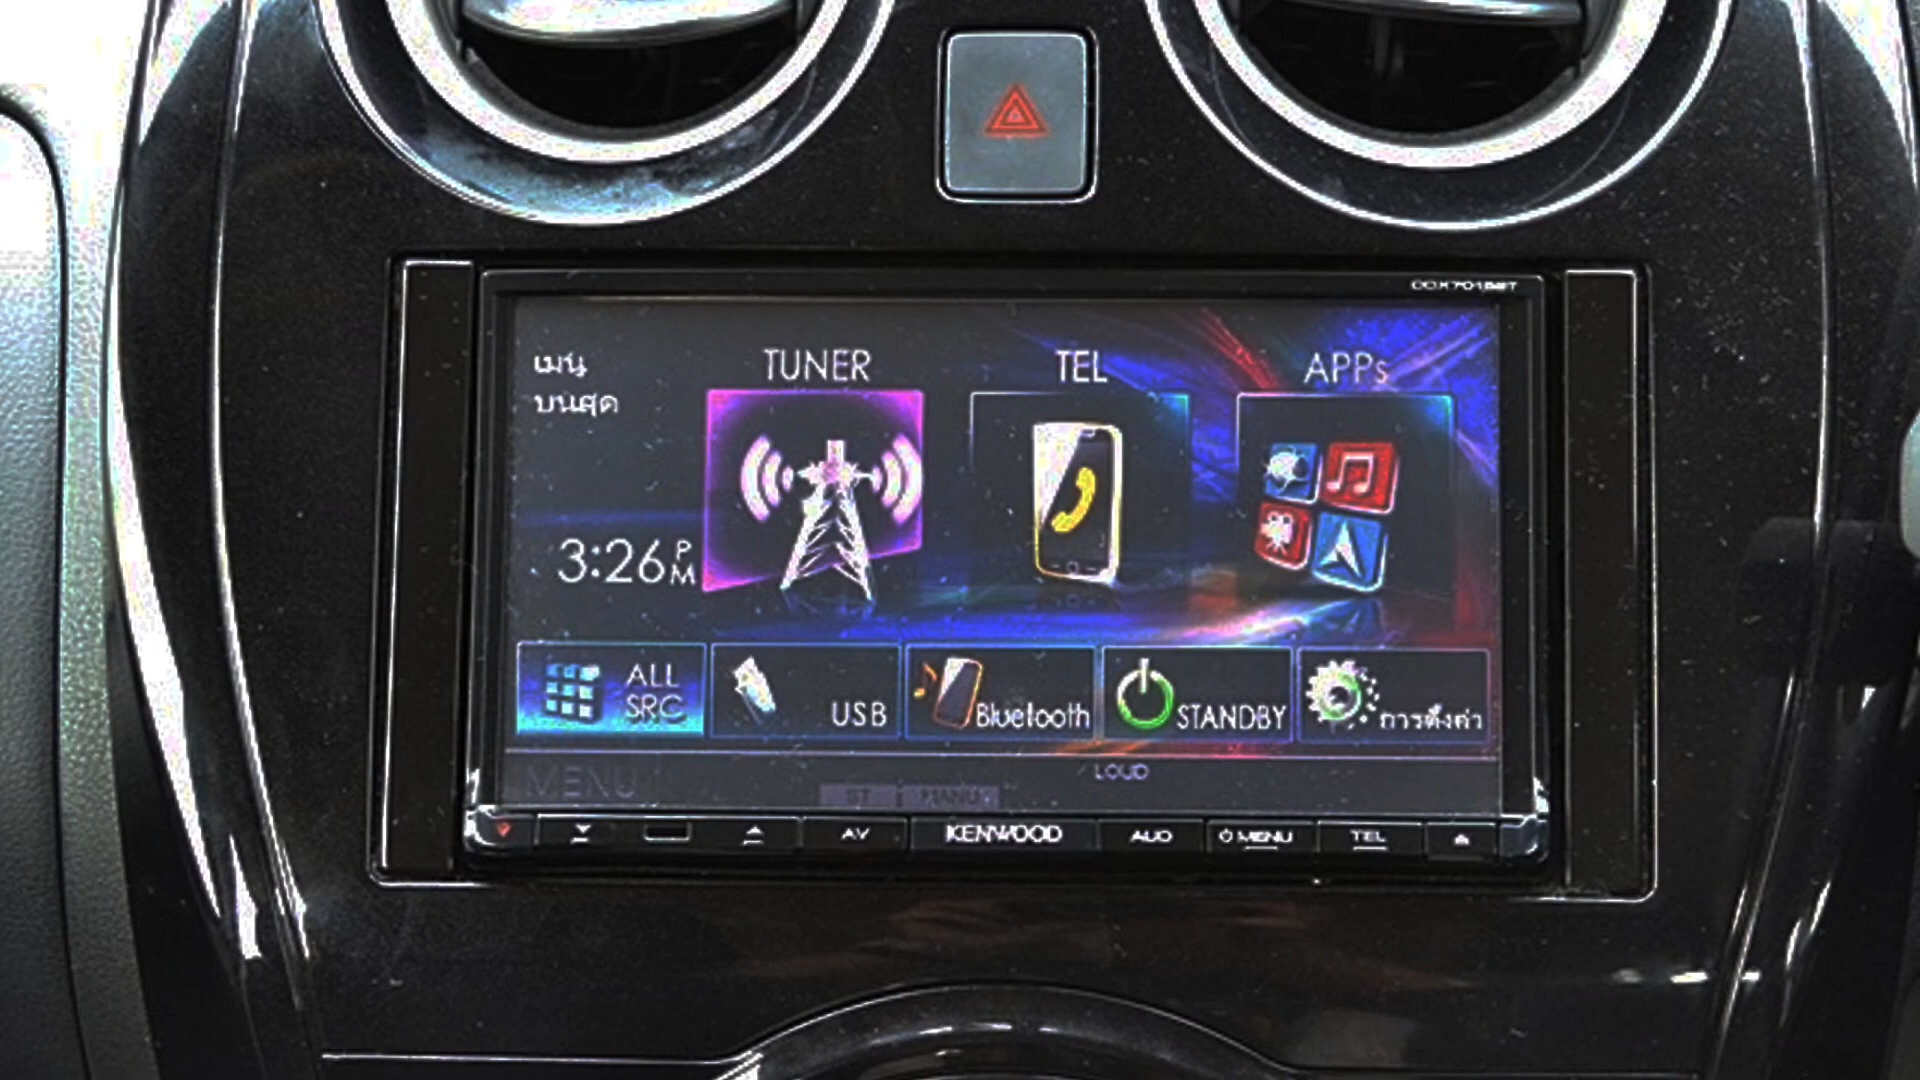 TUNER
TEL
APPs
เมนู
บนสุด
3:26 PM
ALL
SRC
USB
Bluetooth
STANDBY
การตั้งค่า
MENU
LOUD
AV
KENWOOD
AUD
MENU
TEL